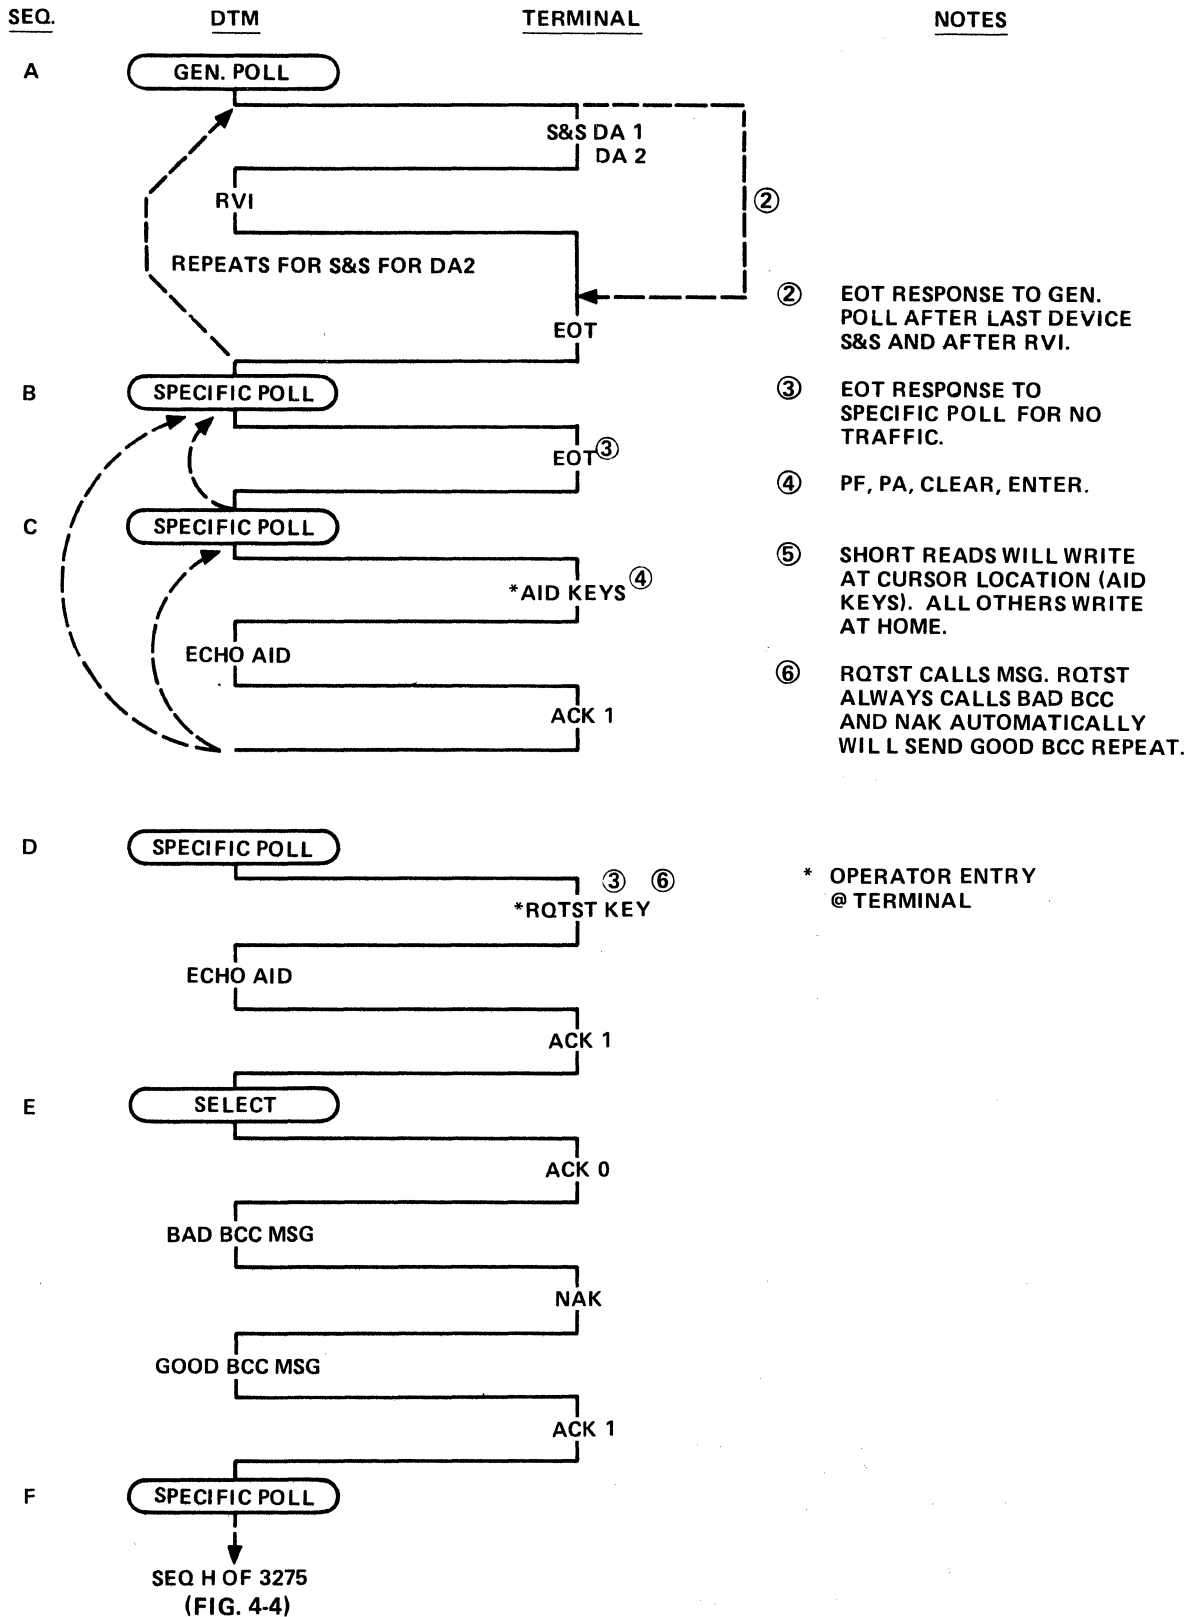 SEQ. DTM TERMINAL NOTES
A GEN. POLL
S&S DA 1
DA 2
RVI
②
REPEATS FOR S&S FOR DA2
EOT
B SPECIFIC POLL
EOT③
C SPECIFIC POLL
*AID KEYS④
ECHO AID
ACK 1
D SPECIFIC POLL
③ ⑥
*RQTST KEY
ECHO AID
ACK 1
E SELECT
ACK 0
BAD BCC MSG
NAK
GOOD BCC MSG
ACK 1
F SPECIFIC POLL
SEQ H OF 3275
(FIG. 4-4)
② EOT RESPONSE TO GEN.
POLL AFTER LAST DEVICE
S&S AND AFTER RVI.
③ EOT RESPONSE TO
SPECIFIC POLL FOR NO
TRAFFIC.
④ PF, PA, CLEAR, ENTER.
⑤ SHORT READS WILL WRITE
AT CURSOR LOCATION (AID
KEYS). ALL OTHERS WRITE
AT HOME.
⑥ RQTST CALLS MSG. RQTST
ALWAYS CALLS BAD BCC
AND NAK AUTOMATICALLY
WILL SEND GOOD BCC REPEAT.
* OPERATOR ENTRY
@ TERMINAL